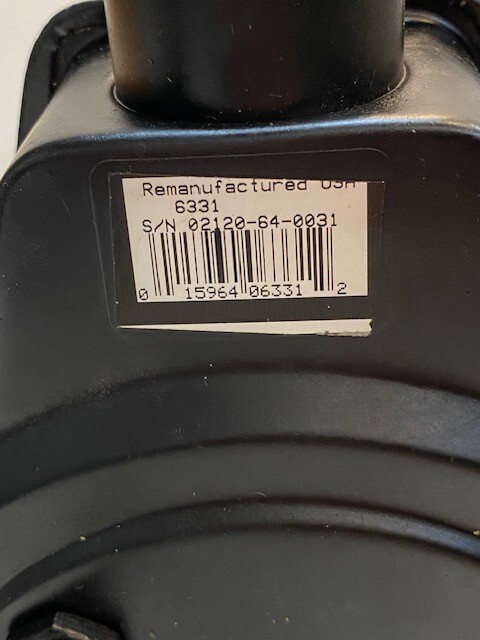 Remanufactured USA
6331
S/N 02120-64-0031
0 15964 06331 2